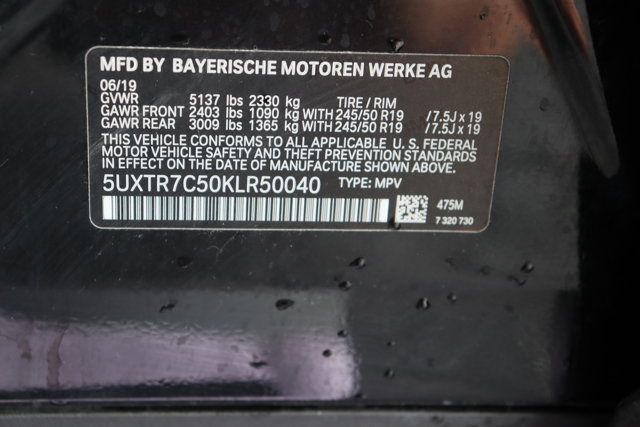 MFD BY BAYERISCHE MOTOREN WERKE AG
06/19
GVWR 5137 lbs 2330 kg TIRE / RIM
GAWR FRONT 2403 lbs 1090 kg WITH 245/50 R19 /7.5J x 19
GAWR REAR 3009 lbs 1365 kg WITH 245/50 R19 /7.5J x 19
THIS VEHICLE CONFORMS TO ALL APPLICABLE U. S. FEDERAL
MOTOR VEHICLE SAFETY AND THEFT PREVENTION STANDARDS
IN EFFECT ON THE DATE OF MANUFACTURE SHOWN ABOVE.
5UXTR7C50KLR50040 TYPE: MPV
475M
7 320 730